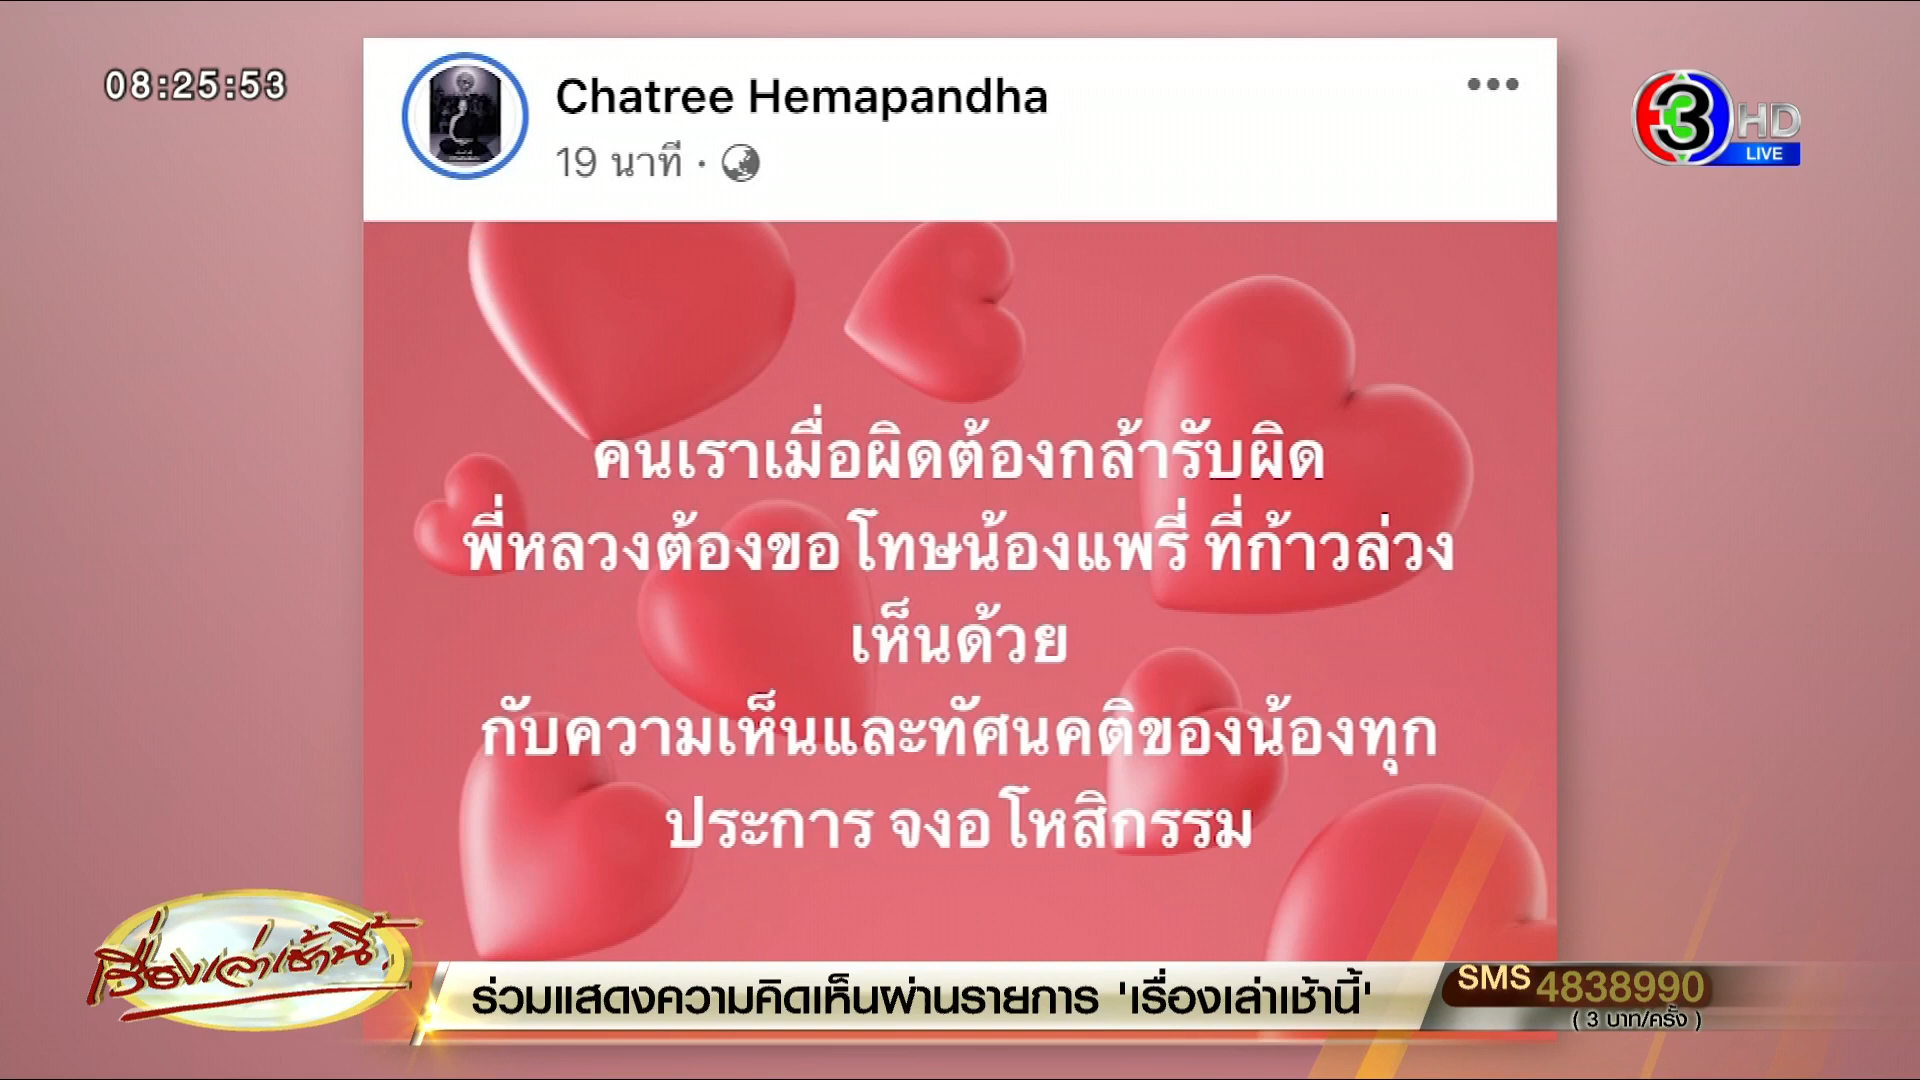 08:25:53
Chatree Hemapandha
19 นาที ·
3 HD
LIVE
คนเราเมื่อผิดต้องกล้ารับผิด
พี่หลวงต้องขอโทษน้องแพรี่ ที่ก้าวล่วง
เห็นด้วย
กับความเห็นและทัศนคติของน้องทุก
ประการ จงอโหสิกรรม
เรื่องเล่าเช้านี้
ร่วมแสดงความคิดเห็นผ่านรายการ 'เรื่องเล่าเช้านี้'
SMS 4838990
( 3 บาท/ครั้ง )